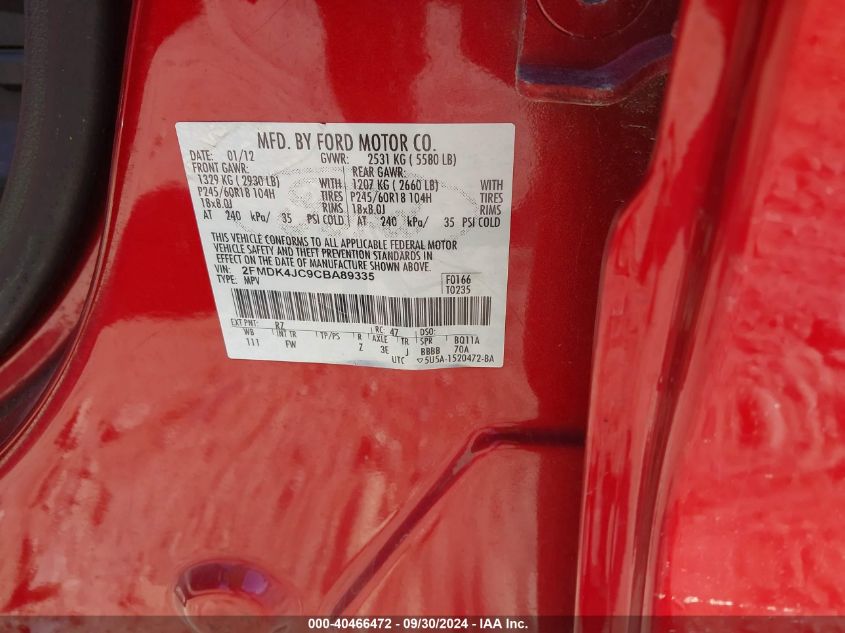 MFD. BY FORD MOTOR CO.
DATE: 01/12 GVWR: 2531 KG ( 5580 LB)
FRONT GAWR: REAR GAWR:
1329 KG ( 2930 LB) WITH 1207 KG ( 2660 LB) WITH
P245/60R18 104H TIRES P245/60R18 104H TIRES
18x8.0J RIMS 18x8.0J RIMS
AT 240 kPa/ 35 PSI COLD AT 240 kPa/ 35 PSI COLD
THIS VEHICLE CONFORMS TO ALL APPLICABLE FEDERAL MOTOR
VEHICLE SAFETY AND THEFT PREVENTION STANDARDS IN
EFFECT ON THE DATE OF MANUFACTURE SHOWN ABOVE.
VIN: 2FMDK4JC9CBA89335 F0166
TYPE: MPV T0235
EXT PNT: RZ RC: 47 DSO:
WB INT TR TP/PS R AXLE TR SPR BQ11A
111 FW Z 3E J BBBB 70A
UTC 5U5A-1520472-BA
000-40466472 - 09/30/2024 - IAA Inc.